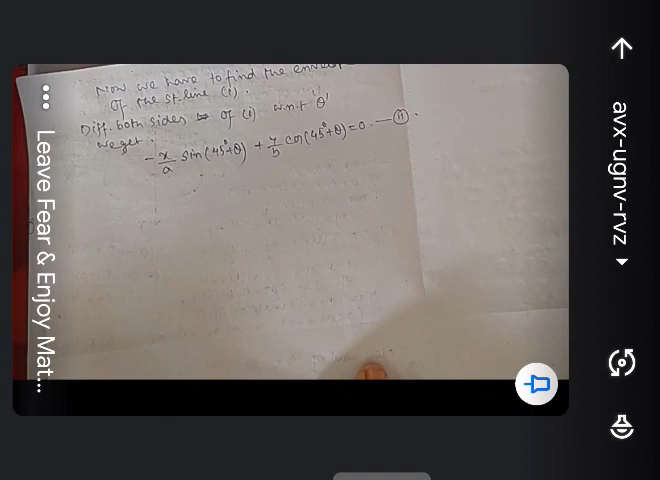 Now we have to find the envelope
Of the st-line (i).
Diff. both sides of (i) w.r.t 'θ'
we get.
-x/a sin(45°+θ) + y/b cos(45°+θ)=0.—(ii).
Leave Fear & Enjoy Mat...
avx-ugnv-rvz